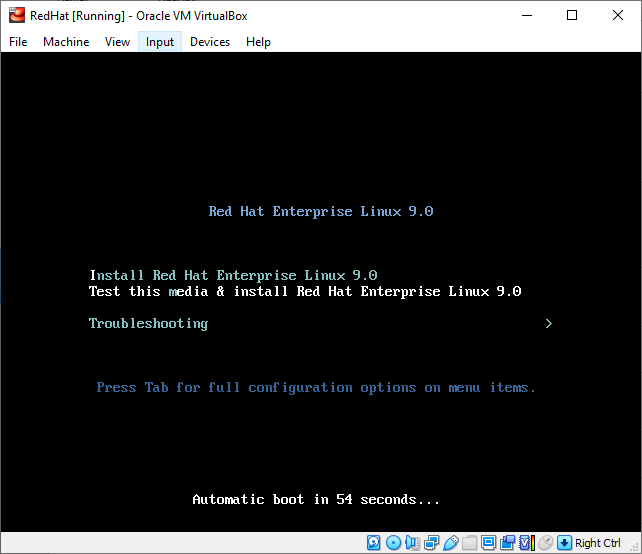 RedHat [Running] - Oracle VM VirtualBox
File Machine View Input Devices Help
Red Hat Enterprise Linux 9.0
Install Red Hat Enterprise Linux 9.0
Test this media & install Red Hat Enterprise Linux 9.0
Troubleshooting >
Press Tab for full configuration options on menu items.
Automatic boot in 54 seconds...
Right Ctrl